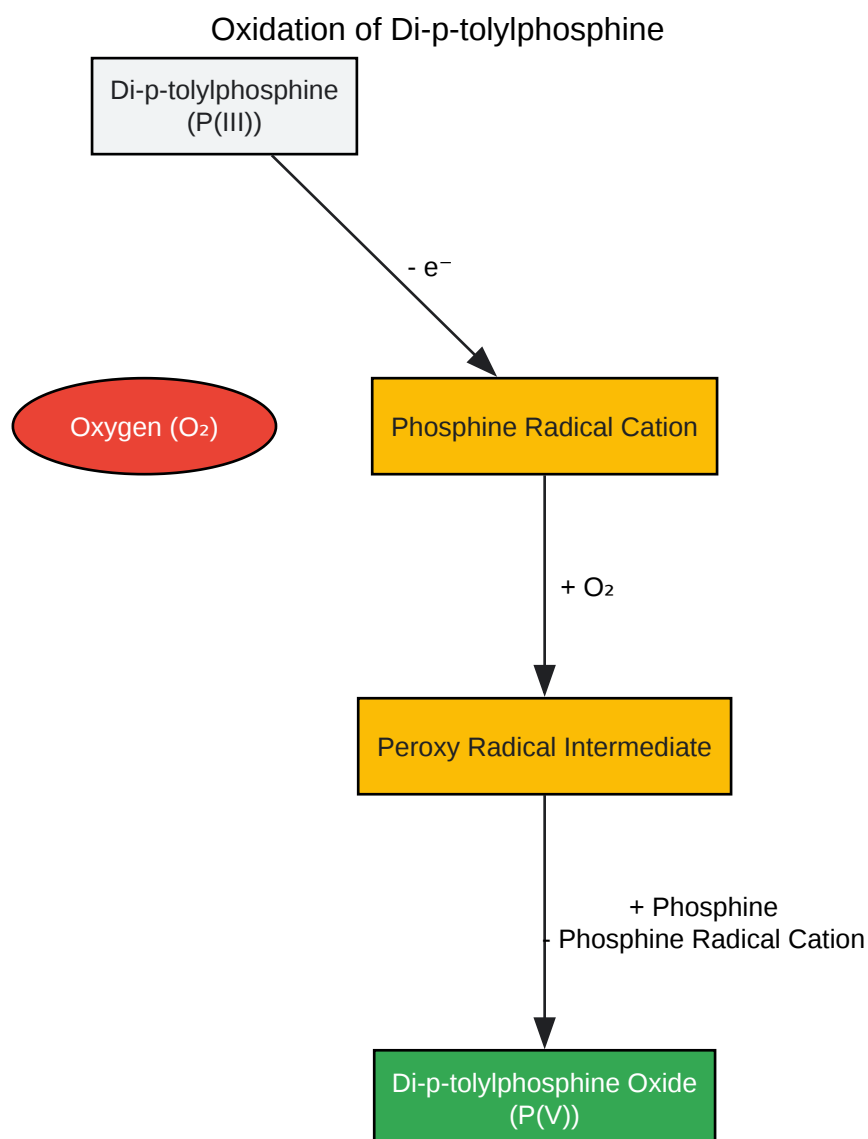 Oxidation of Di-p-tolylphosphine
Di-p-tolylphosphine
(P(III))
- e⁻
Oxygen (O₂)
Phosphine Radical Cation
+ O₂
Peroxy Radical Intermediate
+ Phosphine
- Phosphine Radical Cation
Di-p-tolylphosphine Oxide
(P(V))